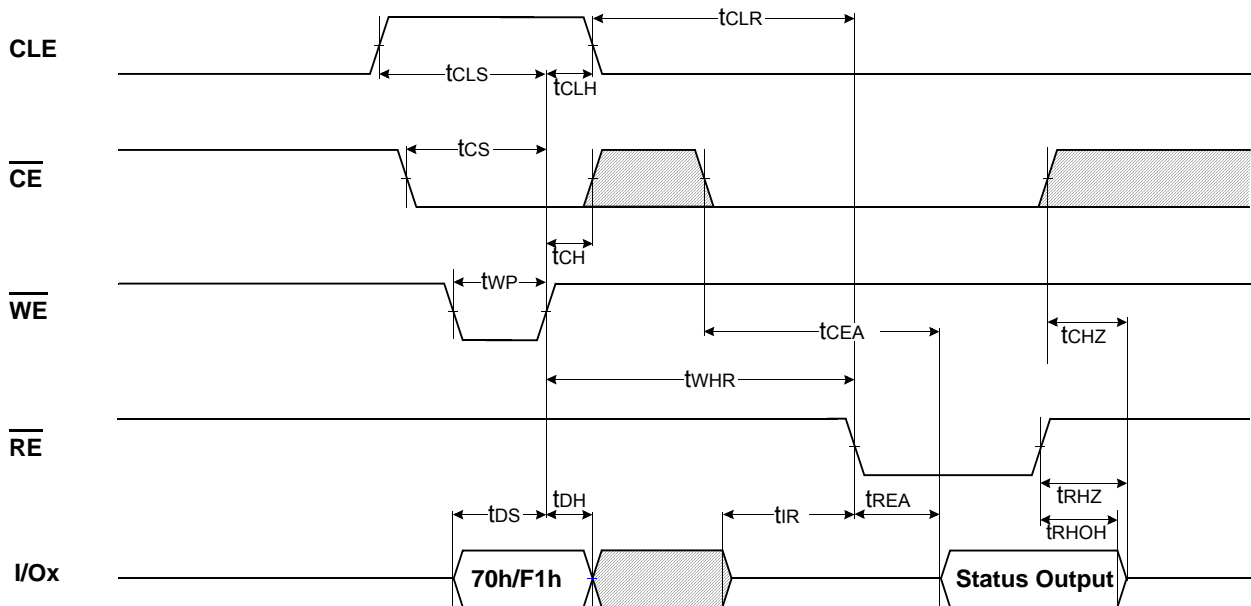 tCLR
CLE
tCLS
tCLH
tCS
CE
tCH
tWP
WE
tCEA
tCHZ
tWHR
RE
tRHZ
tDS
tDH
tIR
tREA
tRHOH
I/Ox
70h/F1h
Status Output